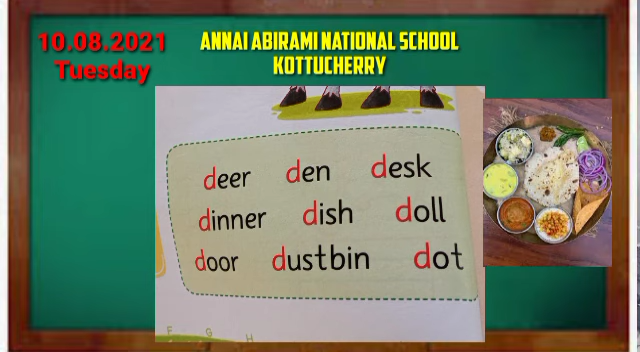 10.08.2021
Tuesday
ANNAI ABIRAMI NATIONAL SCHOOL
KOTTUCHERRY
deer den desk
dinner dish doll
door dustbin dot
F G H